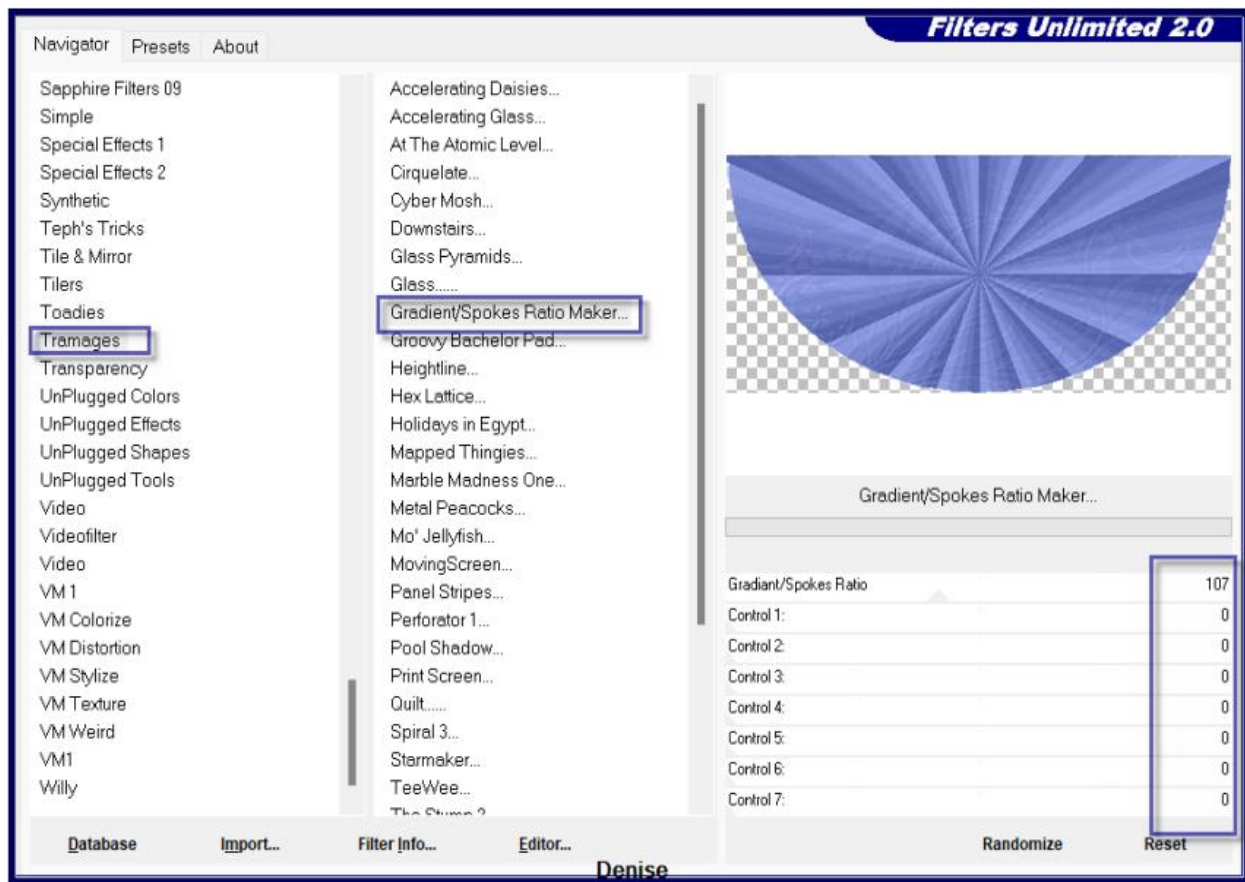 Filters Unlimited 2.0
Navigator Presets About
Sapphire Filters 09
Simple
Special Effects 1
Special Effects 2
Synthetic
Teph's Tricks
Tile & Mirror
Tilers
Toadies
Tramages
Transparency
UnPlugged Colors
UnPlugged Effects
UnPlugged Shapes
UnPlugged Tools
Video
Videofilter
Video
VM 1
VM Colorize
VM Distortion
VM Stylize
VM Texture
VM Weird
VM1
Willy
Accelerating Daisies...
Accelerating Glass...
At The Atomic Level...
Cirquelate...
Cyber Mosh...
Downstairs...
Glass Pyramids...
Glass......
Gradient/Spokes Ratio Maker...
Groovy Bachelor Pad...
Heightline...
Hex Lattice...
Holidays in Egypt...
Mapped Thingies...
Marble Madness One...
Metal Peacocks...
Mo' Jellyfish...
MovingScreen...
Panel Stripes...
Perforator 1...
Pool Shadow...
Print Screen...
Quilt......
Spiral 3...
Starmaker...
TeeWee...
Gradient/Spokes Ratio Maker...
Gradiant/Spokes Ratio 107
Control 1: 0
Control 2: 0
Control 3: 0
Control 4: 0
Control 5: 0
Control 6: 0
Control 7: 0
Database Import... Filter Info... Editor... Randomize Reset
Denise